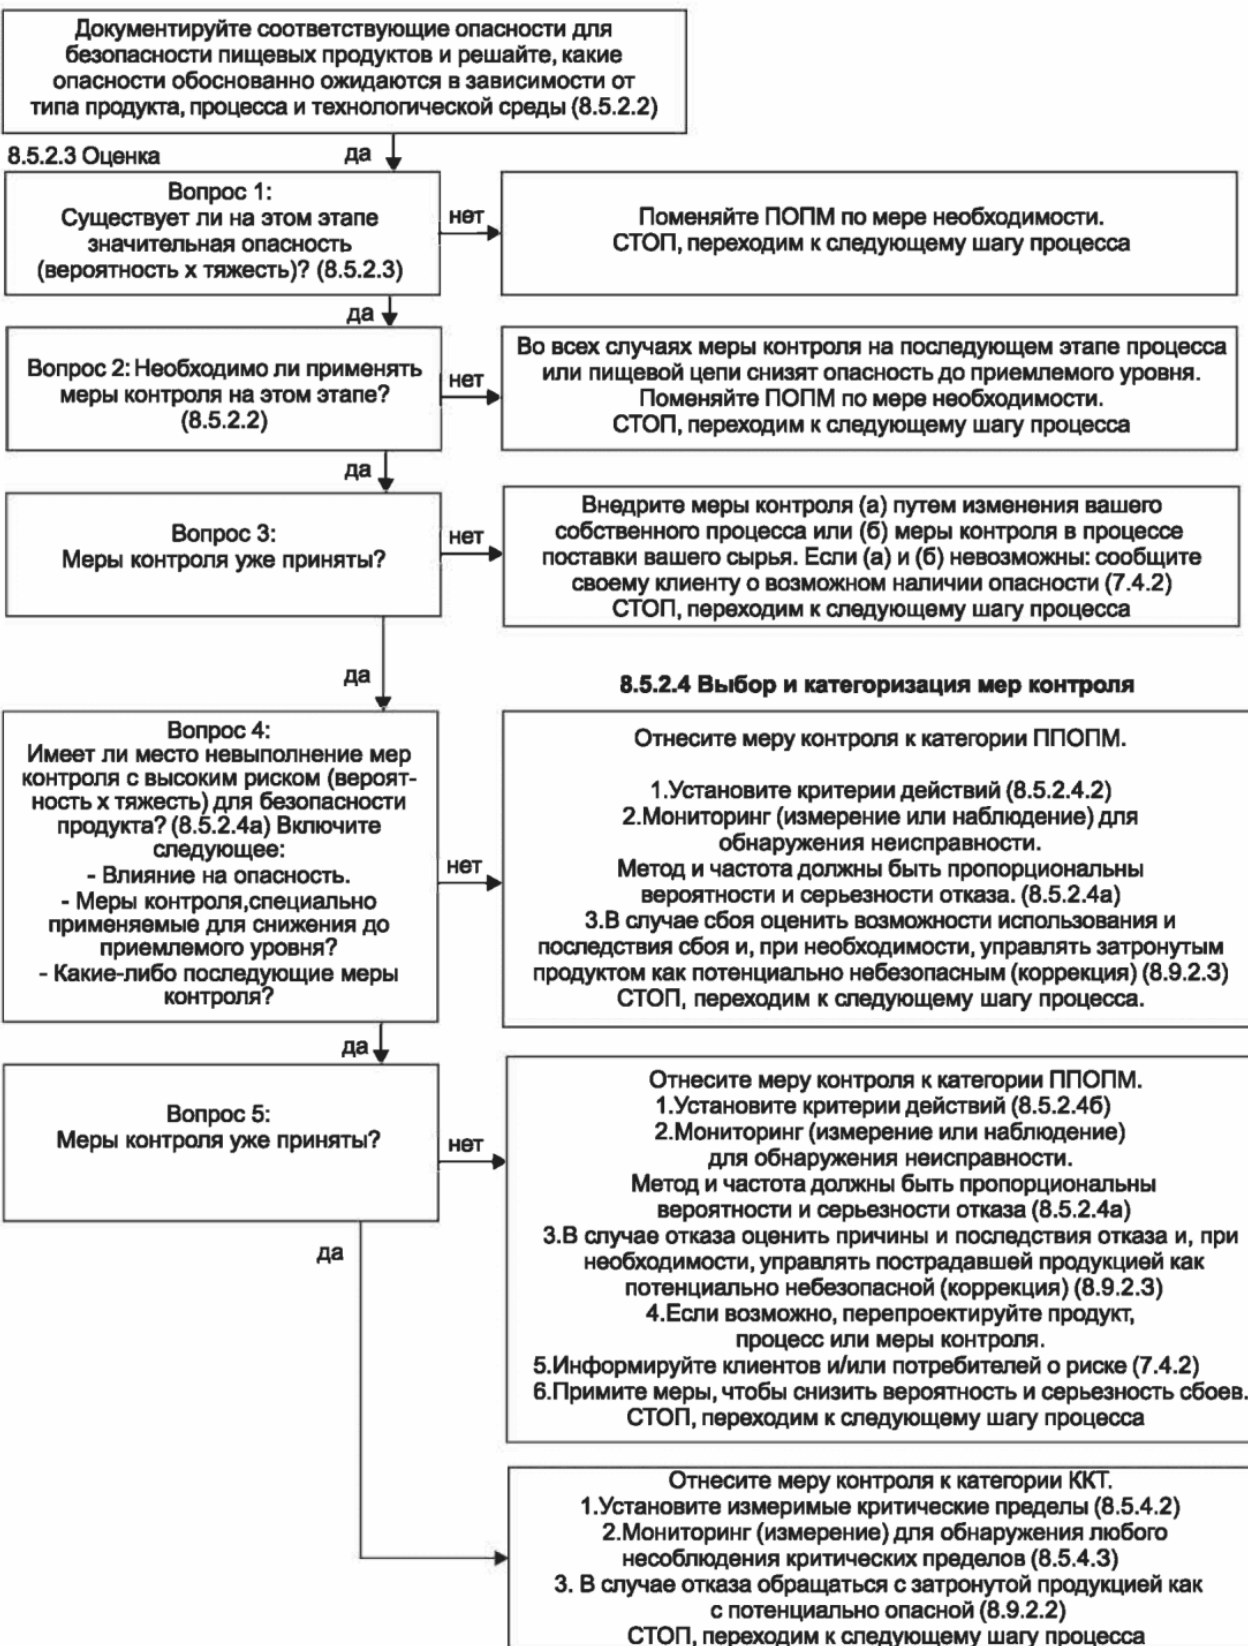 Документируйте соответствующие опасности для
безопасности пищевых продуктов и решайте, какие
опасности обоснованно ожидаются в зависимости от
типа продукта, процесса и технологической среды (8.5.2.2)
8.5.2.3 Оценка
да
Вопрос 1:
Существует ли на этом этапе
значительная опасность
(вероятность х тяжесть)? (8.5.2.3)
нет
Поменяйте ПОПМ по мере необходимости.
СТОП, переходим к следующему шагу процесса
да
Вопрос 2: Необходимо ли применять
меры контроля на этом этапе?
(8.5.2.2)
нет
Во всех случаях меры контроля на последующем этапе процесса
или пищевой цепи снизят опасность до приемлемого уровня.
Поменяйте ПОПМ по мере необходимости.
СТОП, переходим к следующему шагу процесса
да
Вопрос 3:
Меры контроля уже приняты?
нет
Внедрите меры контроля (а) путем изменения вашего
собственного процесса или (б) меры контроля в процессе
поставки вашего сырья. Если (а) и (б) невозможны: сообщите
своему клиенту о возможном наличии опасности (7.4.2)
СТОП, переходим к следующему шагу процесса
да
8.5.2.4 Выбор и категоризация мер контроля
Вопрос 4:
Имеет ли место невыполнение мер
контроля с высоким риском (вероят-
ность х тяжесть) для безопасности
продукта? (8.5.2.4а) Включите
следующее:
- Влияние на опасность.
- Меры контроля,специально
применяемые для снижения до
приемлемого уровня?
- Какие-либо последующие меры
контроля?
нет
Отнесите меру контроля к категории ППОПМ.
1.Установите критерии действий (8.5.2.4.2)
2.Мониторинг (измерение или наблюдение) для
обнаружения неисправности.
Метод и частота должны быть пропорциональны
вероятности и серьезности отказа. (8.5.2.4а)
3.В случае сбоя оценить возможности использования и
последствия сбоя и, при необходимости, управлять затронутым
продуктом как потенциально небезопасным (коррекция) (8.9.2.3)
СТОП, переходим к следующему шагу процесса.
да
Вопрос 5:
Меры контроля уже приняты?
нет
Отнесите меру контроля к категории ППОПМ.
1.Установите критерии действий (8.5.2.4б)
2.Мониторинг (измерение или наблюдение)
для обнаружения неисправности.
Метод и частота должны быть пропорциональны
вероятности и серьезности отказа (8.5.2.4а)
3.В случае отказа оценить причины и последствия отказа и, при
необходимости, управлять пострадавшей продукцией как
потенциально небезопасной (коррекция) (8.9.2.3)
4.Если возможно, перепроектируйте продукт,
процесс или меры контроля.
5.Информируйте клиентов и/или потребителей о риске (7.4.2)
6.Примите меры, чтобы снизить вероятность и серьезность сбоев.
СТОП, переходим к следующему шагу процесса
да
Отнесите меру контроля к категории ККТ.
1.Установите измеримые критические пределы (8.5.4.2)
2.Мониторинг (измерение) для обнаружения любого
несоблюдения критических пределов (8.5.4.3)
3. В случае отказа обращаться с затронутой продукцией как
с потенциально опасной (8.9.2.2)
СТОП, переходим к следующему шагу процесса